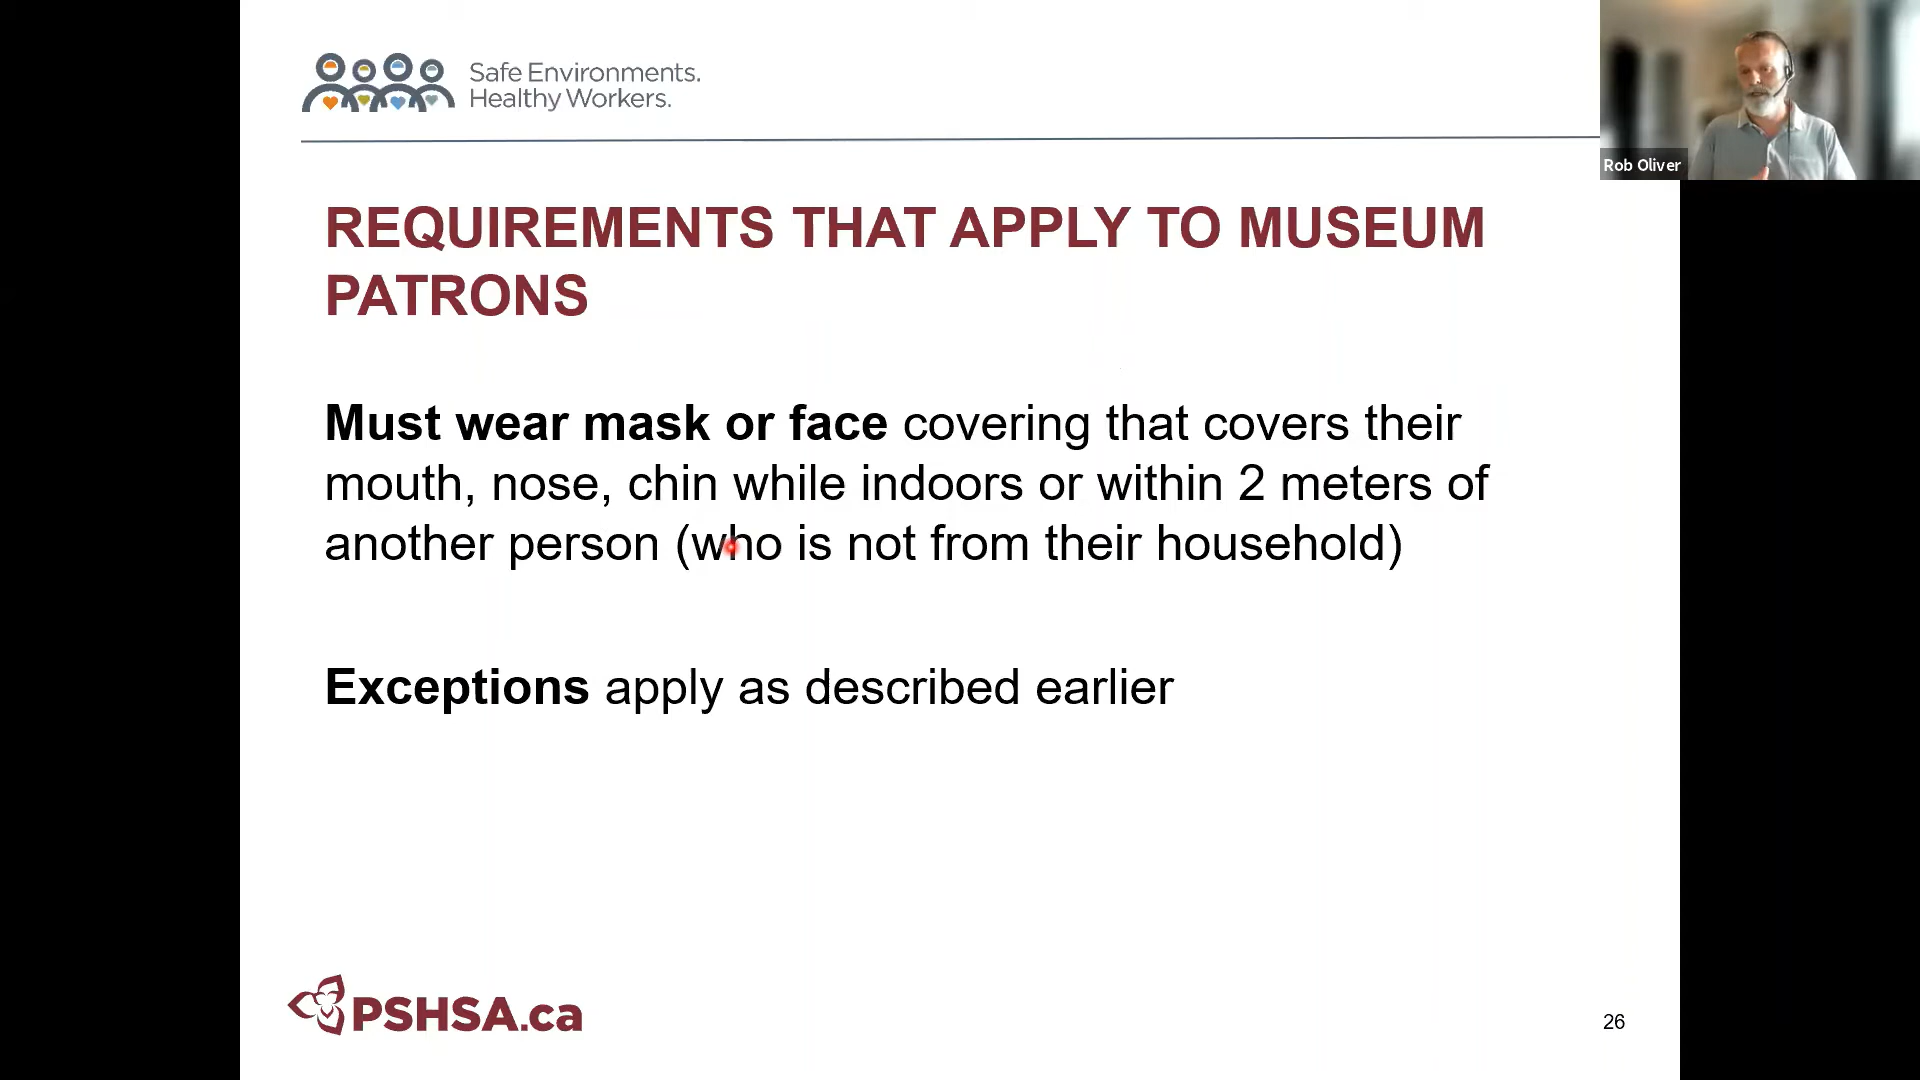 Safe Environments.
Healthy Workers.
Rob Oliver
REQUIREMENTS THAT APPLY TO MUSEUM
PATRONS
Must wear mask or face covering that covers their
mouth, nose, chin while indoors or within 2 meters of
another person (who is not from their household)
Exceptions apply as described earlier
PSHSA.ca
26